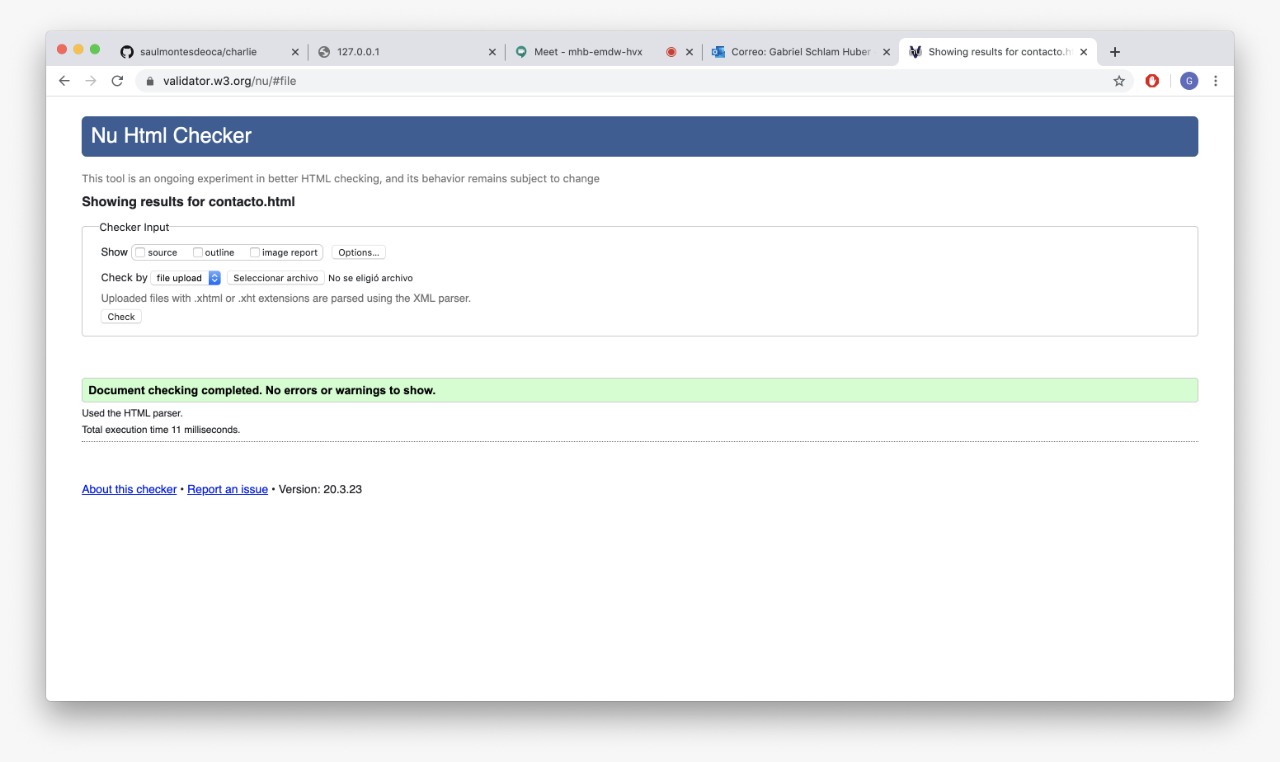 saulmontesdeoca/charlie
127.0.0.1
Meet - mhb-emdw-hvx
Correo: Gabriel Schlam Huber
Showing results for contacto.h
validator.w3.org/nu/#file
G
Nu Html Checker
This tool is an ongoing experiment in better HTML checking, and its behavior remains subject to change
Showing results for contacto.html
Checker Input
Show source outline image report Options...
Check by file upload Seleccionar archivo No se eligió archivo
Uploaded files with .xhtml or .xht extensions are parsed using the XML parser.
Check
Document checking completed. No errors or warnings to show.
Used the HTML parser.
Total execution time 11 milliseconds.
About this checker • Report an issue • Version: 20.3.23